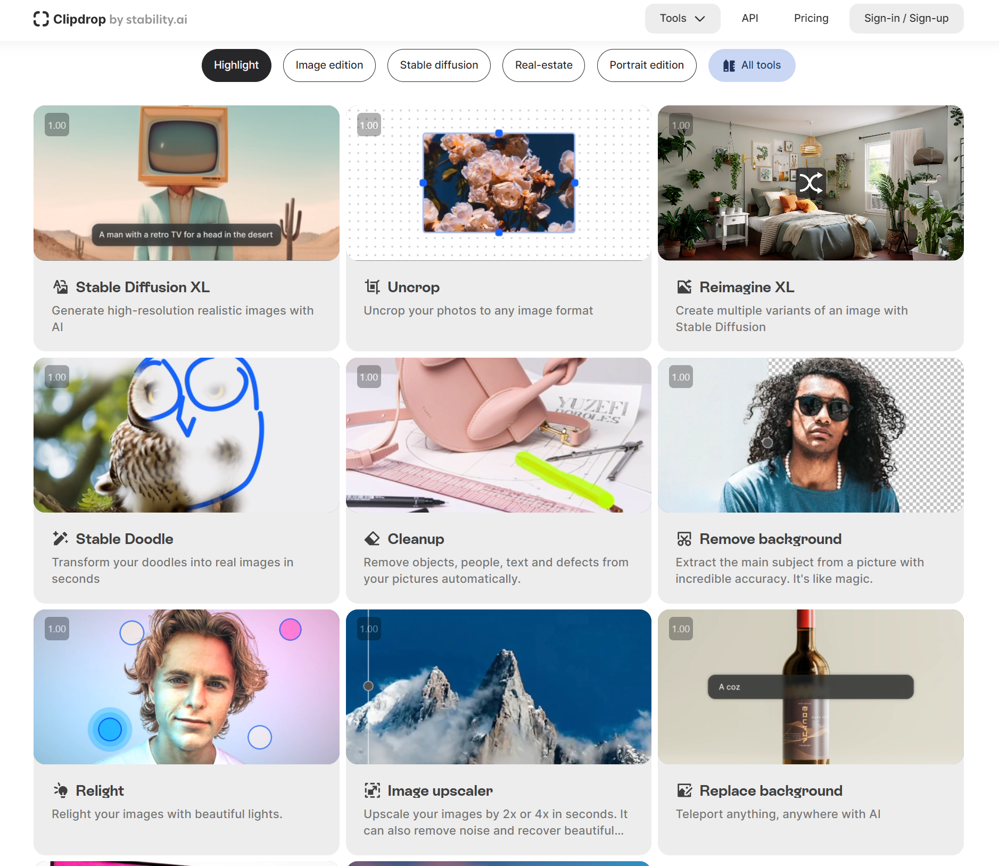 Clipdrop by stability.ai
Tools
API
Pricing
Sign-in / Sign-up
Highlight
Image edition
Stable diffusion
Real-estate
Portrait edition
All tools
1.00
A man with a retro TV for a head in the desert
Stable Diffusion XL
Generate high-resolution realistic images with
AI
1.00
Uncrop
Uncrop your photos to any image format
1.00
Reimagine XL
Create multiple variants of an image with
Stable Diffusion
1.00
Stable Doodle
Transform your doodles into real images in
seconds
1.00
YUZEFI
DOROLES
Cleanup
Remove objects, people, text and defects from
your pictures automatically.
1.00
Remove background
Extract the main subject from a picture with
incredible accuracy. It's like magic.
1.00
Relight
Relight your images with beautiful lights.
1.00
Image upscaler
Upscale your images by 2x or 4x in seconds. It
can also remove noise and recover beautiful...
1.00
A coz
Replace background
Teleport anything, anywhere with AI